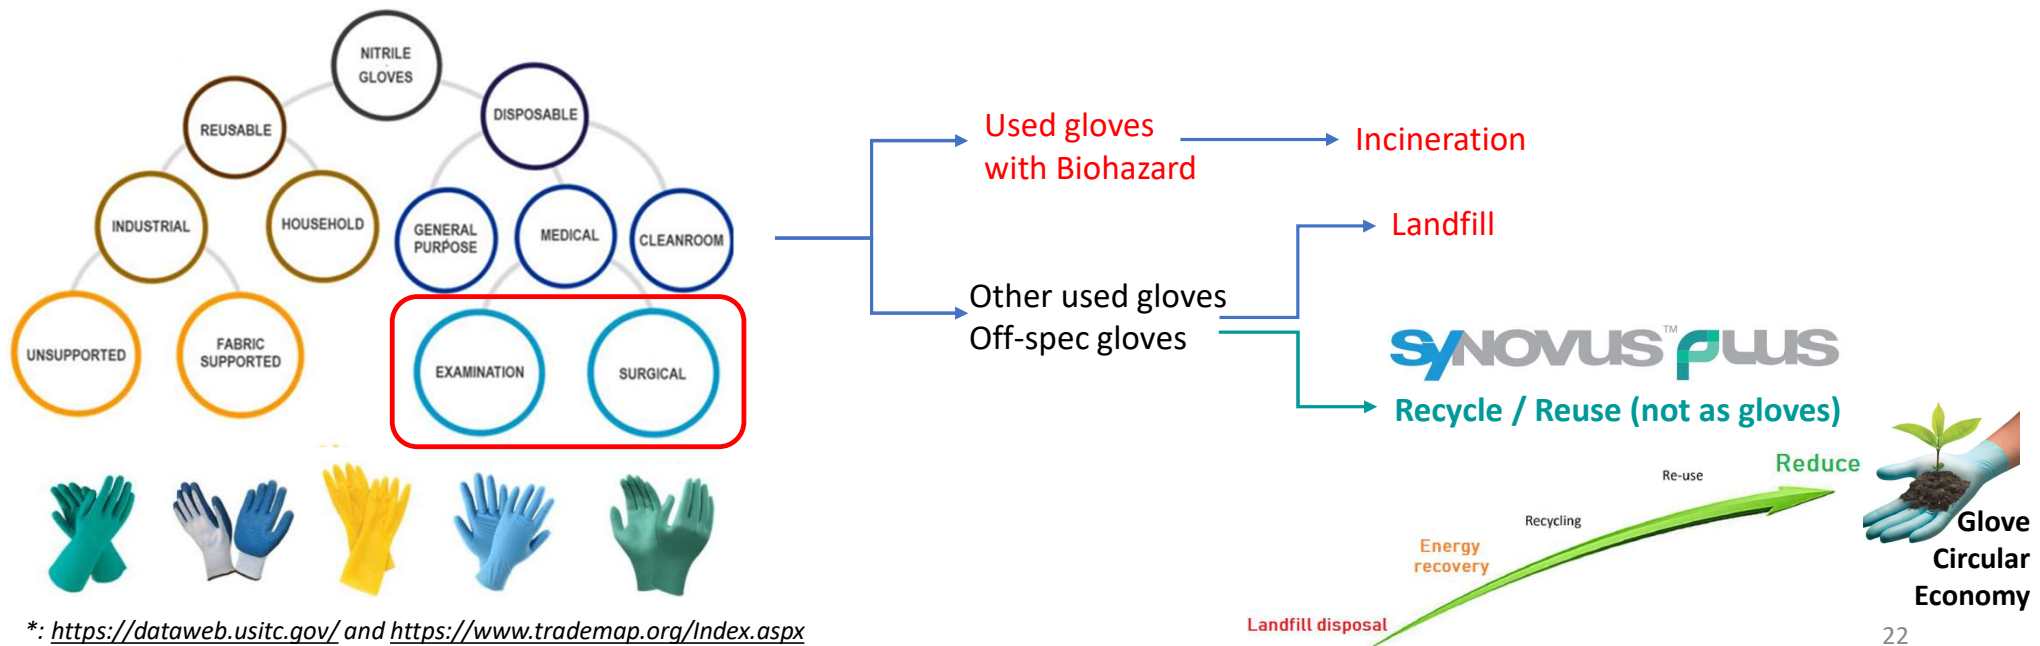 NITRILE
GLOVES
REUSABLE
DISPOSABLE
INDUSTRIAL
HOUSEHOLD
GENERAL
PURPOSE
MEDICAL
CLEANROOM
UNSUPPORTED
FABRIC
SUPPORTED
EXAMINATION
SURGICAL
Used gloves
with Biohazard
Incineration
Landfill
Other used gloves
Off-spec gloves
SYNOVUS™ PLUS
Recycle / Reuse (not as gloves)
Reduce
Re-use
Recycling
Energy
recovery
Landfill disposal
Glove
Circular
Economy
*: https://dataweb.usitc.gov/ and https://www.trademap.org/Index.aspx
22